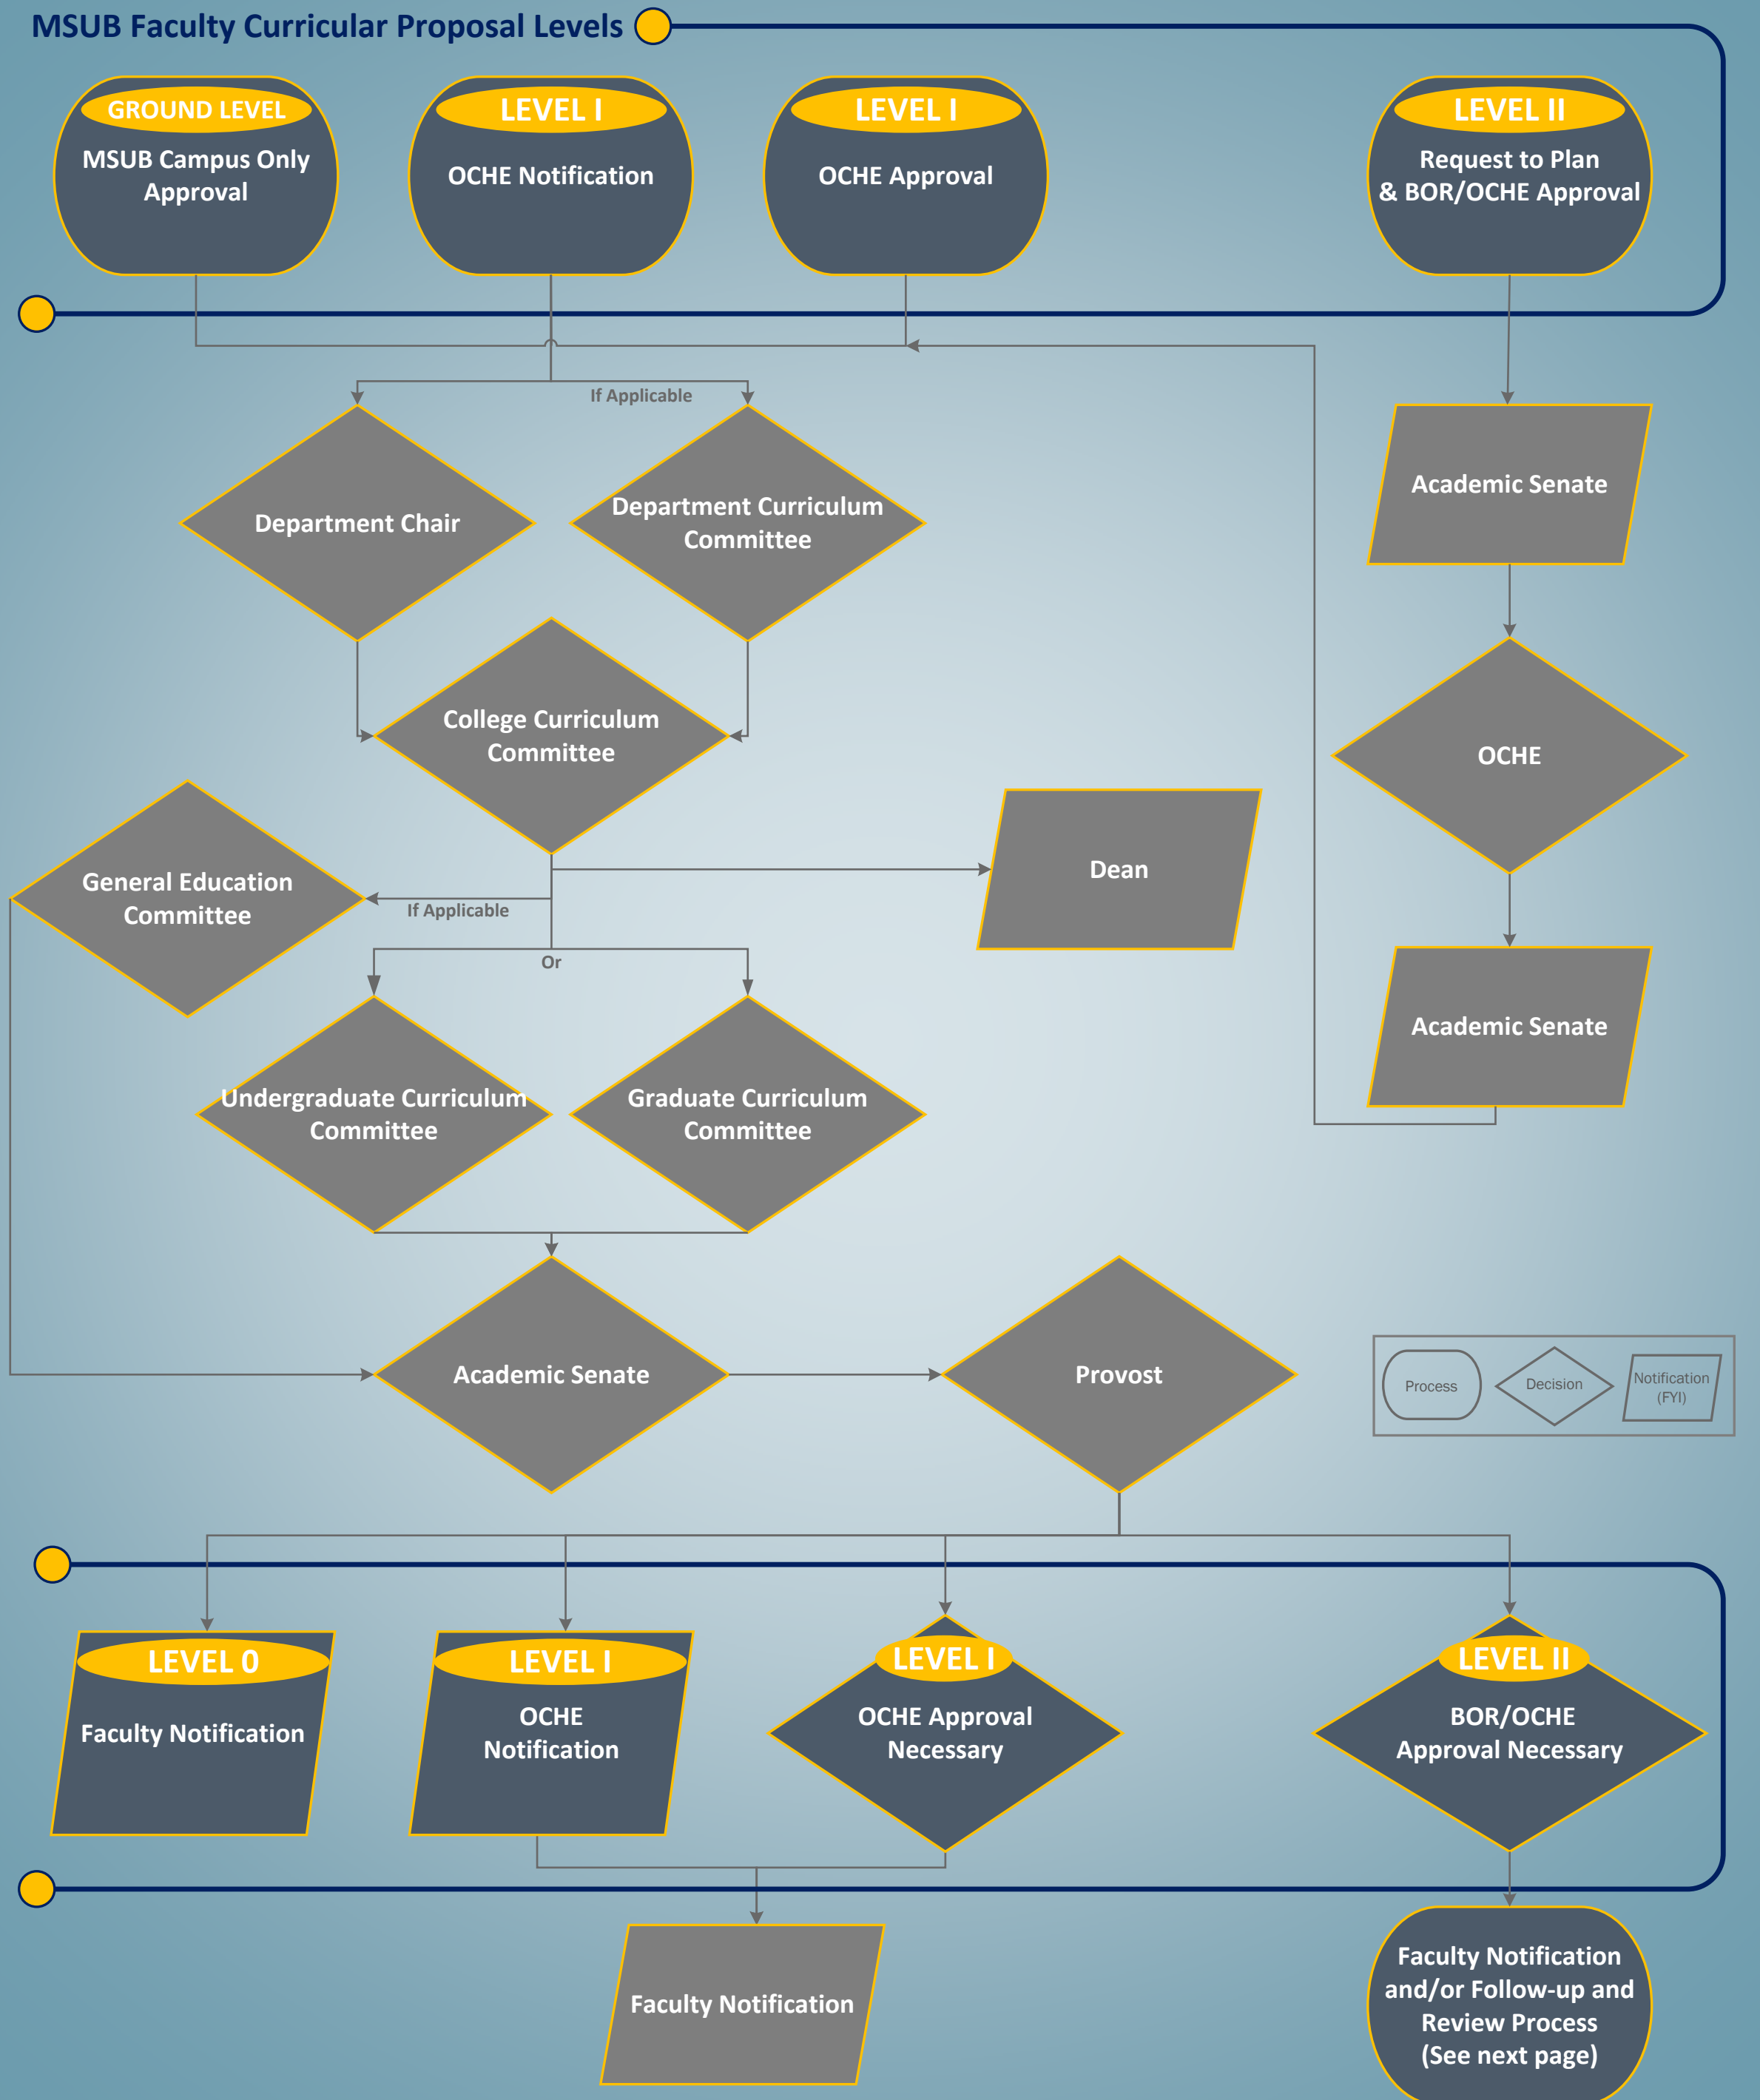 MSUB Faculty Curricular Proposal Levels
GROUND LEVEL
MSUB Campus Only
Approval
LEVEL I
OCHE Notification
LEVEL I
OCHE Approval
LEVEL II
Request to Plan
& BOR/OCHE Approval
If Applicable
Department Chair
Department Curriculum
Committee
Academic Senate
College Curriculum
Committee
OCHE
General Education
Committee
If Applicable
Dean
Or
Academic Senate
Undergraduate Curriculum
Committee
Graduate Curriculum
Committee
Academic Senate
Provost
Process
Decision
Notification
(FYI)
LEVEL 0
Faculty Notification
LEVEL I
OCHE
Notification
LEVEL I
OCHE Approval
Necessary
LEVEL II
BOR/OCHE
Approval Necessary
Faculty Notification
Faculty Notification
and/or Follow-up and
Review Process
(See next page)